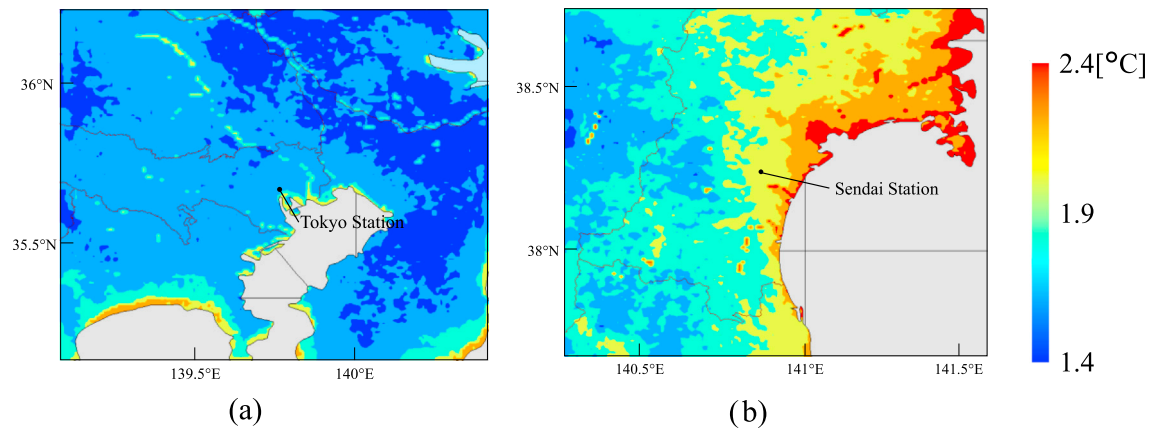 36°N
35.5°N
Tokyo Station
139.5°E
140°E
(a)
38.5°N
38°N
Sendai Station
140.5°E
141°E
141.5°E
(b)
2.4[°C]
1.9
1.4